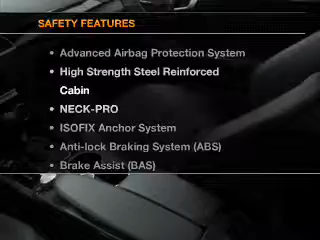 SAFETY FEATURES
• Advanced Airbag Protection System
• High Strength Steel Reinforced
Cabin
• NECK-PRO
• ISOFIX Anchor System
• Anti-lock Braking System (ABS)
• Brake Assist (BAS)